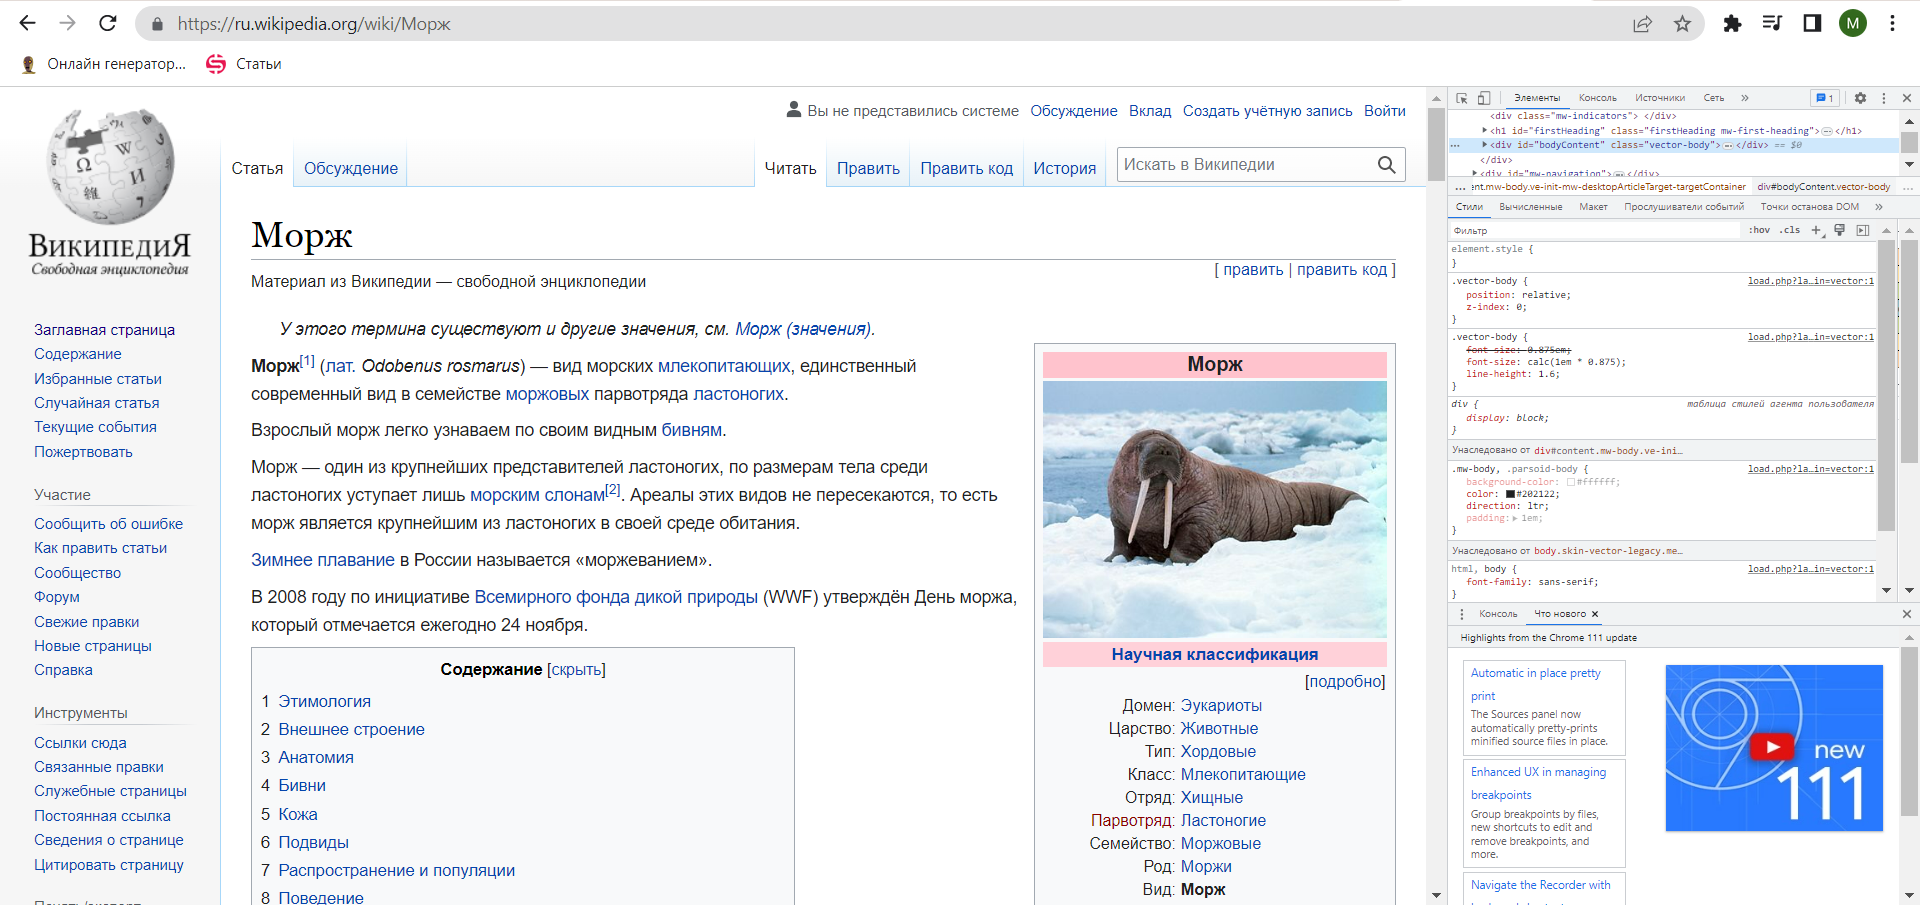 https://ru.wikipedia.org/wiki/Морж
M
Онлайн генератор...
Статьи
Вы не представились системе Обсуждение Вклад Создать учётную запись Войти
Статья Обсуждение Читать Править Править код История
Искать в Википедии
ВИКИПЕДИЯ
Свободная энциклопедия
Заглавная страница
Содержание
Избранные статьи
Случайная статья
Текущие события
Пожертвовать
Участие
Сообщить об ошибке
Как править статьи
Сообщество
Форум
Свежие правки
Новые страницы
Справка
Инструменты
Ссылки сюда
Связанные правки
Служебные страницы
Постоянная ссылка
Сведения о странице
Цитировать страницу
Морж
[ править | править код ]
Материал из Википедии — свободной энциклопедии
У этого термина существуют и другие значения, см. Морж (значения).
Морж[1] (лат. Odobenus rosmarus) — вид морских млекопитающих, единственный
современный вид в семействе моржовых парвотряда ластоногих.
Взрослый морж легко узнаваем по своим видным бивням.
Морж — один из крупнейших представителей ластоногих, по размерам тела среди
ластоногих уступает лишь морским слонам[2]. Ареалы этих видов не пересекаются, то есть
морж является крупнейшим из ластоногих в своей среде обитания.
Зимнее плавание в России называется «моржеванием».
В 2008 году по инициативе Всемирного фонда дикой природы (WWF) утверждён День моржа,
который отмечается ежегодно 24 ноября.
Содержание [скрыть]
1 Этимология
2 Внешнее строение
3 Анатомия
4 Бивни
5 Кожа
6 Подвиды
7 Распространение и популяции
8 Поведение
Морж
Научная классификация
[подробно]
Домен: Эукариоты
Царство: Животные
Тип: Хордовые
Класс: Млекопитающие
Отряд: Хищные
Парвотряд: Ластоногие
Семейство: Моржовые
Род: Моржи
Вид: Морж
Элементы Консоль Источники Сеть » 1
<div class="mw-indicators"> </div>
<h1 id="firstHeading" class="firstHeading mw-first-heading">…</h1>
<div id="bodyContent" class="vector-body">…</div> == $0
</div>
<div id="mw-navigation">…</div>
... ent.mw-body.ve-init-mw-desktopArticleTarget-targetContainer div#bodyContent.vector-body ...
Стили Вычисленные Макет Прослушиватели событий Точки останова DOM »
Фильтр :hov .cls +
element.style {
}
.vector-body { load.php?la…in=vector:1
position: relative;
z-index: 0;
}
.vector-body { load.php?la…in=vector:1
font-size: 0.875em;
font-size: calc(1em * 0.875);
line-height: 1.6;
}
div { таблица стилей агента пользователя
display: block;
}
Унаследовано от div#content.mw-body.ve-ini…
.mw-body, .parsoid-body { load.php?la…in=vector:1
background-color: #ffffff;
color: #202122;
direction: ltr;
padding: 1em;
}
Унаследовано от body.skin-vector-legacy.me…
html, body { load.php?la…in=vector:1
font-family: sans-serif;
}
Консоль Что нового ×
Highlights from the Chrome 111 update
Automatic in place pretty
print
The Sources panel now
automatically pretty-prints
minified source files in place.
Enhanced UX in managing
breakpoints
Group breakpoints by files,
new shortcuts to edit and
remove breakpoints, and
more.
Navigate the Recorder with
new
111